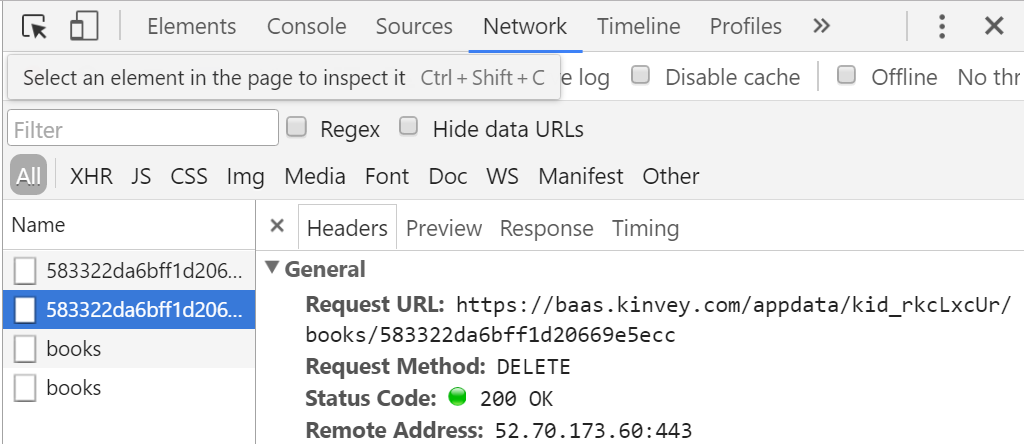 Elements Console Sources Network Timeline Profiles »
Select an element in the page to inspect it Ctrl + Shift + C e log Disable cache Offline No thr
Filter Regex Hide data URLs
All XHR JS CSS Img Media Font Doc WS Manifest Other
Name × Headers Preview Response Timing
583322da6bff1d206... ▼ General
583322da6bff1d206... Request URL: https://baas.kinvey.com/appdata/kid_rkcLxcUr/
books/583322da6bff1d20669e5ecc
books Request Method: DELETE
books Status Code: 200 OK
Remote Address: 52.70.173.60:443